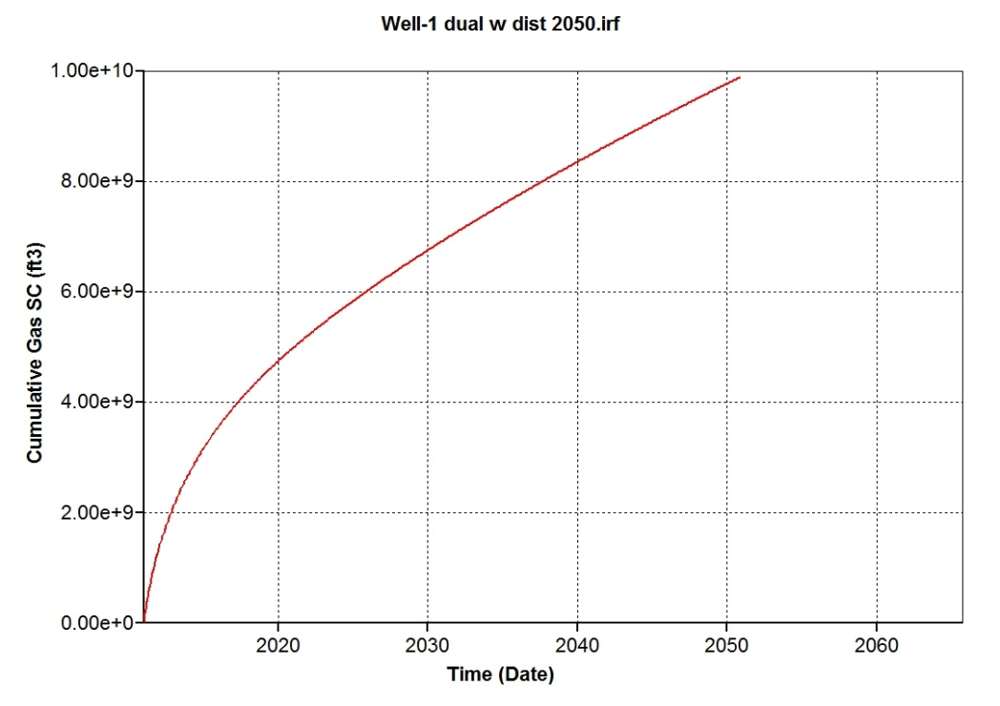 Well-1 dual w dist 2050.irf
1.00e+10
8.00e+9
6.00e+9
4.00e+9
2.00e+9
0.00e+0
Cumulative Gas SC (ft3)
2020 2030 2040 2050 2060
Time (Date)